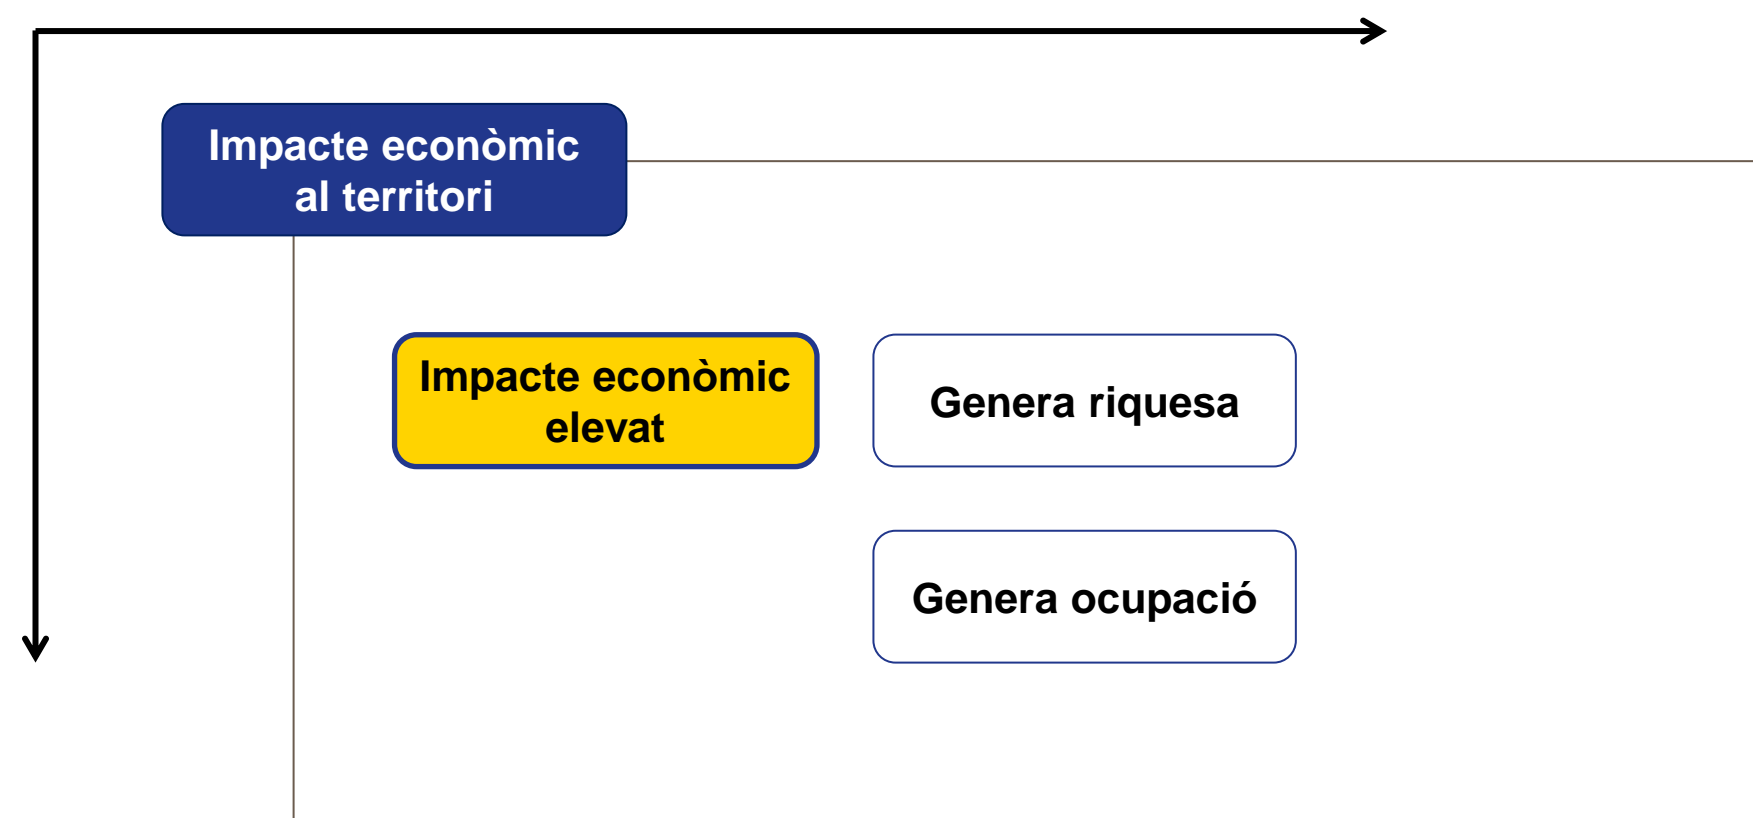 Impacte econòmic
al territori
Impacte econòmic
elevat
Genera riquesa
Genera ocupació